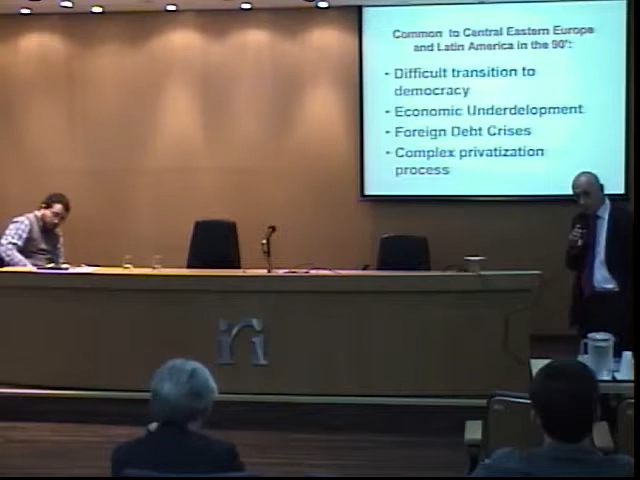 Common to Central Eastern Europe
and Latin America in the 90':
- Difficult transition to
democracy
- Economic Underdelopment
- Foreign Debt Crises
- Complex privatization
process
iri